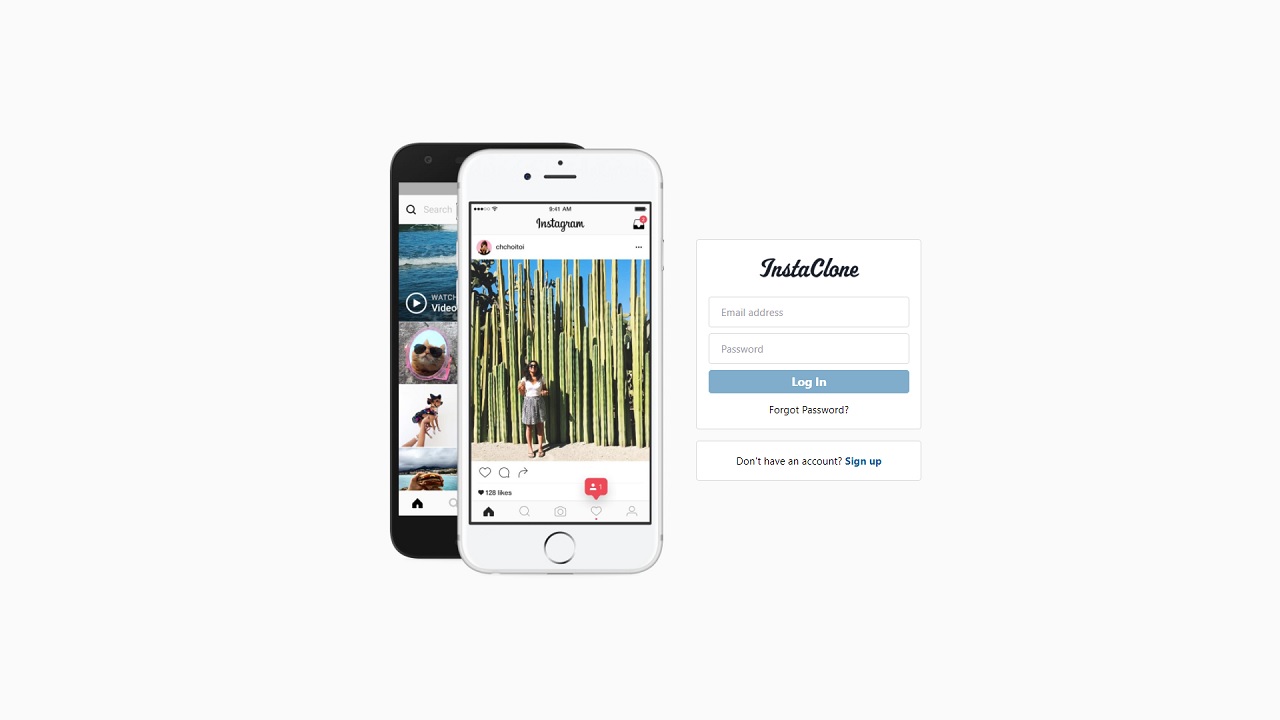 Search
WATCH
Video
9:41 AM
Instagram
chchoitoi
128 likes
1
InstaClone
Email address
Password
Log In
Forgot Password?
Don't have an account? Sign up